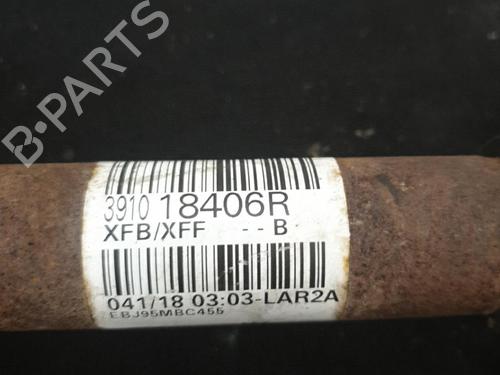 B-PARTS
3910 18406R
XFB/XFF -- B
041/18 03:03-LAR2A
EBJ95MBC455